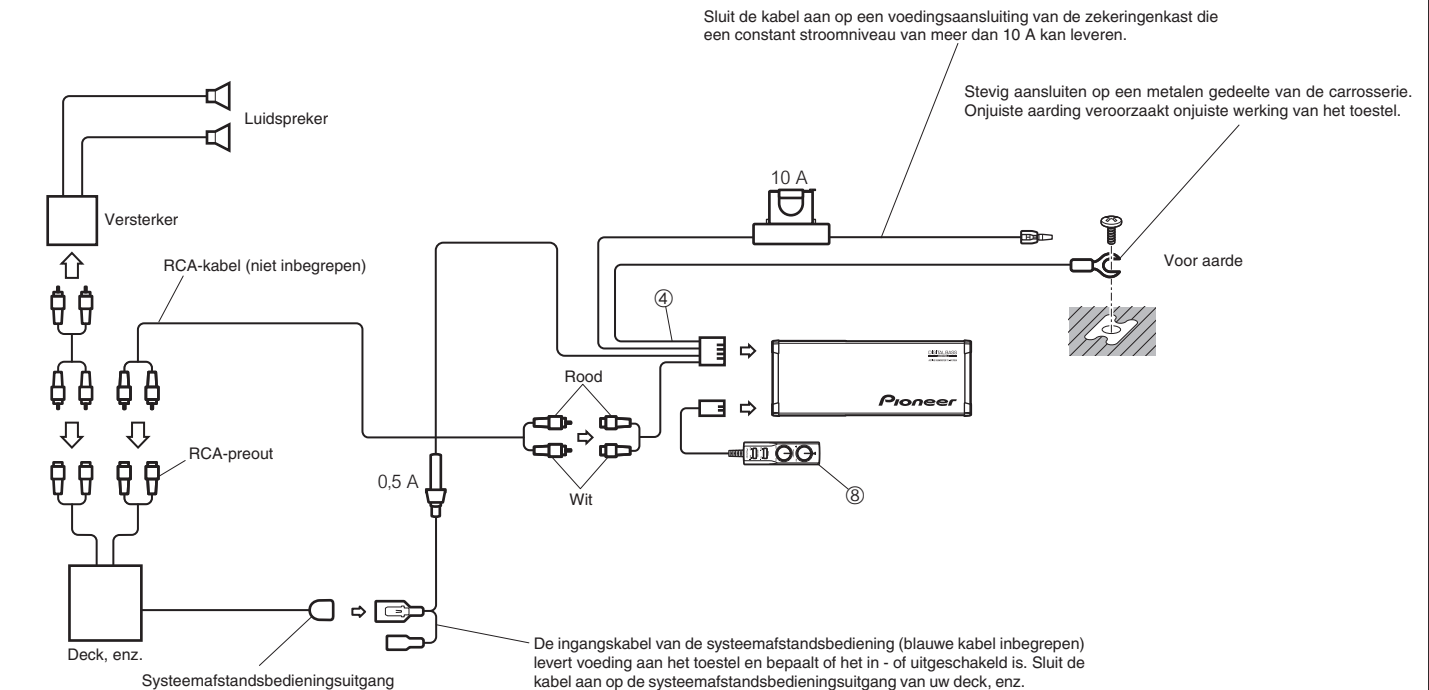 Sluit de kabel aan op een voedingsaansluiting van de zekeringenkast die
een constant stroomniveau van meer dan 10 A kan leveren.
Stevig aansluiten op een metalen gedeelte van de carrosserie.
Onjuiste aarding veroorzaakt onjuiste werking van het toestel.
Luidspreker
10 A
Versterker
Voor aarde
RCA-kabel (niet inbegrepen)
④
Rood
Pioneer
RCA-preout
0,5 A
Wit
⑧
De ingangskabel van de systeemafstandsbediening (blauwe kabel inbegrepen)
levert voeding aan het toestel en bepaalt of het in - of uitgeschakeld is. Sluit de
kabel aan op de systeemafstandsbedieningsuitgang van uw deck, enz.
Deck, enz.
Systeemafstandsbedieningsuitgang